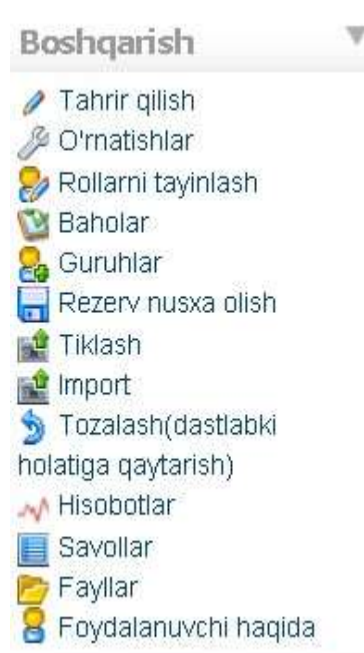 Boshqarish
Tahrir qilish
O'rnatishlar
Rollarni tayinlash
Baholar
Guruhlar
Rezerv nusxa olish
Tiklash
Import
Tozalash(dastlabki
holatiga qaytarish)
Hisobotlar
Savollar
Fayllar
Foydalanuvchi haqida